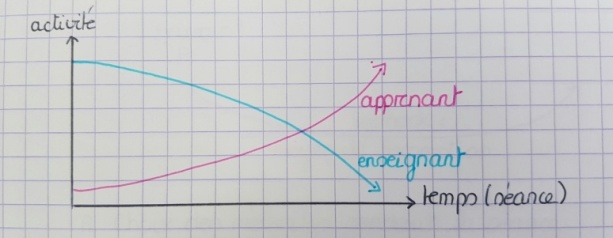 activité
apprenant
enseignant
temps (séance)